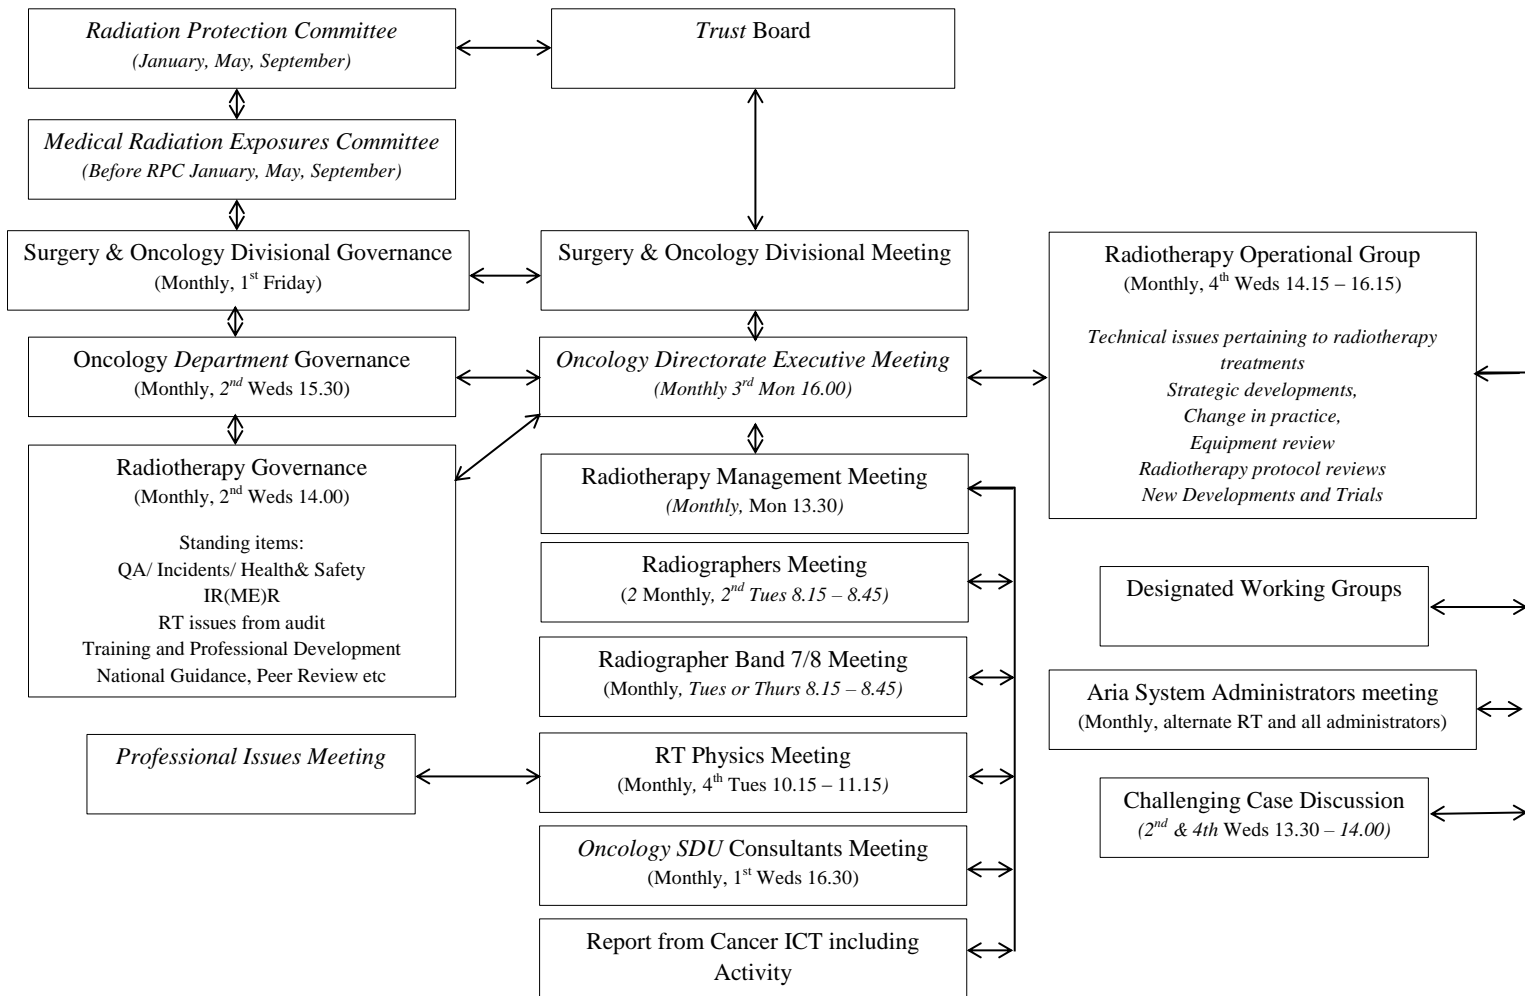 Radiation Protection Committee
(January, May, September)
Trust Board
Medical Radiation Exposures Committee
(Before RPC January, May, September)
Surgery & Oncology Divisional Governance
(Monthly, 1st Friday)
Surgery & Oncology Divisional Meeting
Radiotherapy Operational Group
(Monthly, 4th Weds 14.15 – 16.15)
Technical issues pertaining to radiotherapy
treatments
Strategic developments,
Change in practice,
Equipment review
Radiotherapy protocol reviews
New Developments and Trials
Oncology Department Governance
(Monthly, 2nd Weds 15.30)
Oncology Directorate Executive Meeting
(Monthly 3rd Mon 16.00)
Radiotherapy Governance
(Monthly, 2nd Weds 14.00)
Standing items:
QA/ Incidents/ Health& Safety
IR(ME)R
RT issues from audit
Training and Professional Development
National Guidance, Peer Review etc
Radiotherapy Management Meeting
(Monthly, Mon 13.30)
Radiographers Meeting
(2 Monthly, 2nd Tues 8.15 – 8.45)
Designated Working Groups
Radiographer Band 7/8 Meeting
(Monthly, Tues or Thurs 8.15 – 8.45)
Aria System Administrators meeting
(Monthly, alternate RT and all administrators)
Professional Issues Meeting
RT Physics Meeting
(Monthly, 4th Tues 10.15 – 11.15)
Challenging Case Discussion
(2nd & 4th Weds 13.30 – 14.00)
Oncology SDU Consultants Meeting
(Monthly, 1st Weds 16.30)
Report from Cancer ICT including
Activity